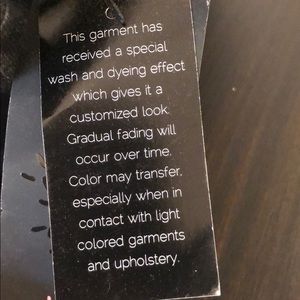 This garment has
received a special
wash and dyeing effect
which gives it a
customized look.
Gradual fading will
occur over time.
Color may transfer,
especially when in
contact with light
colored garments
and upholstery.